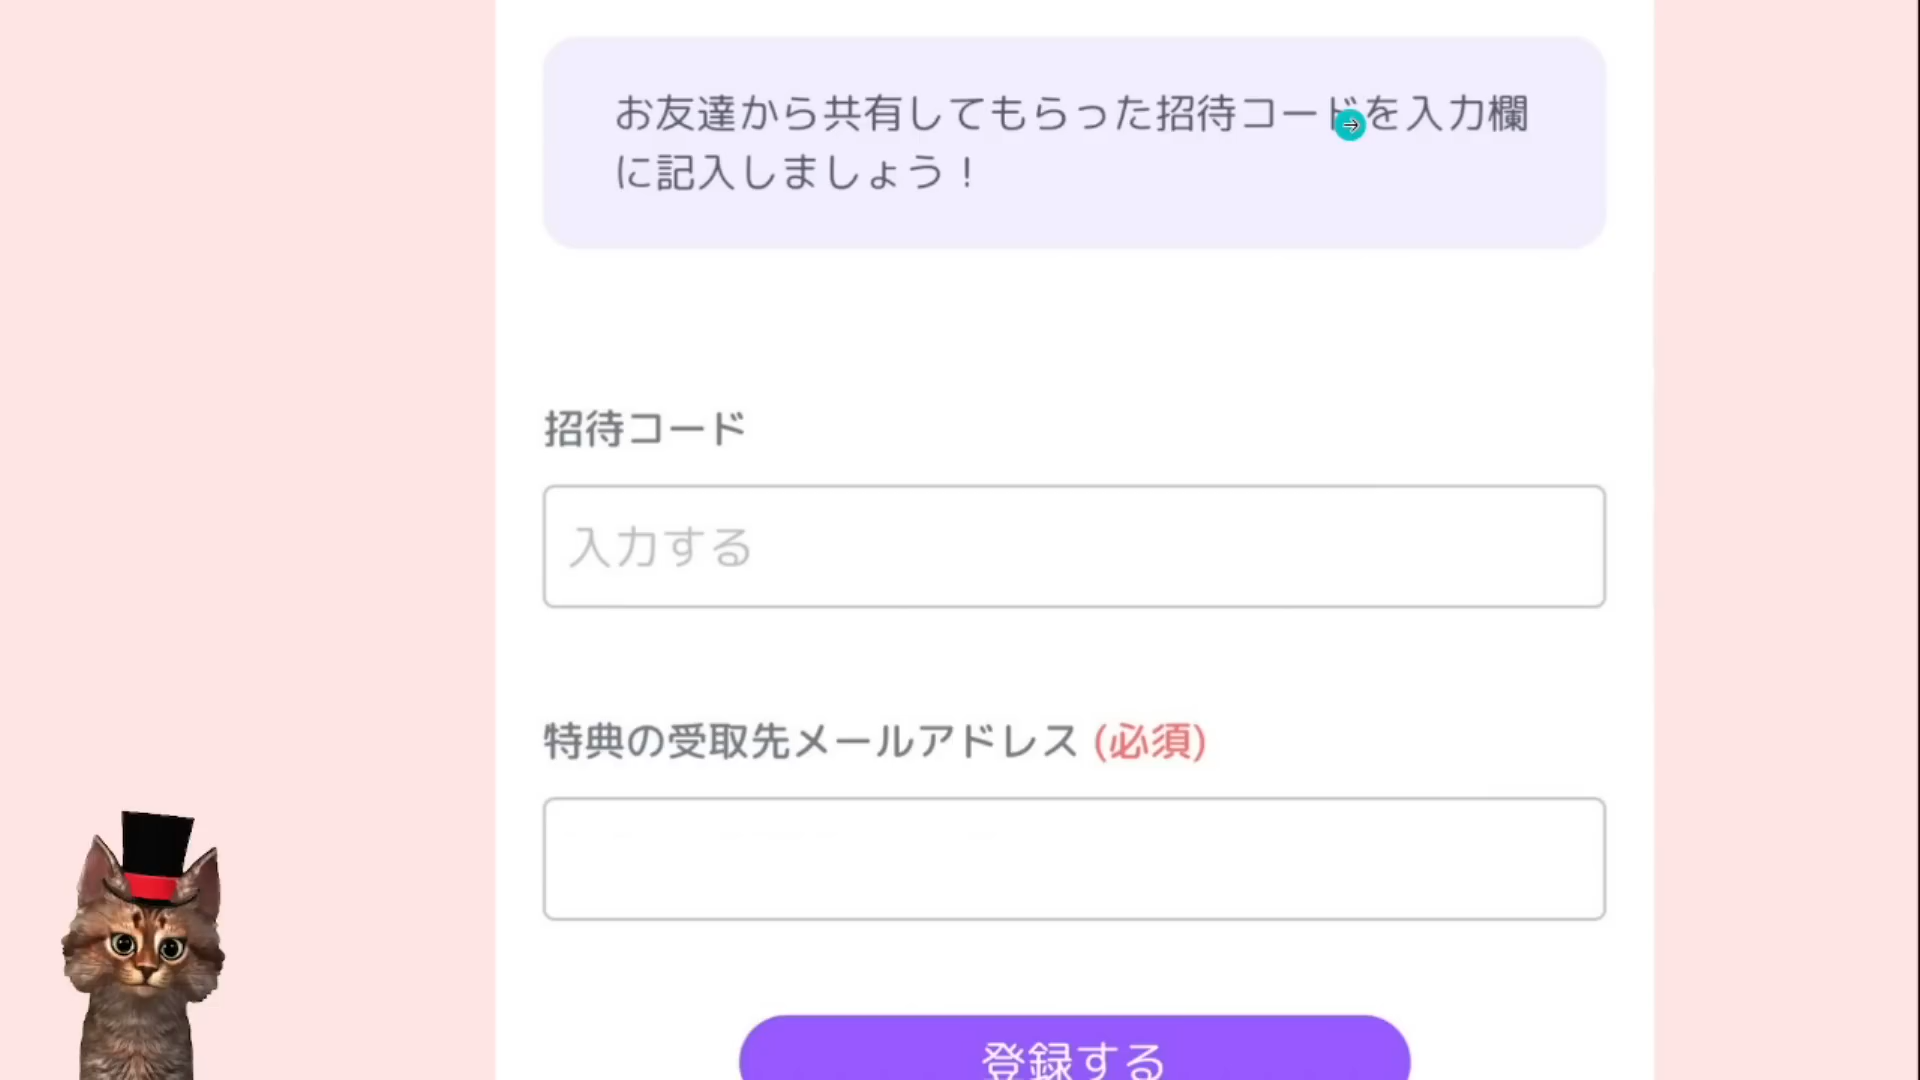 お友達から共有してもらった招待コードを入力欄
に記入しましょう！
招待コード
入力する
特典の受取先メールアドレス (必須)
登録する